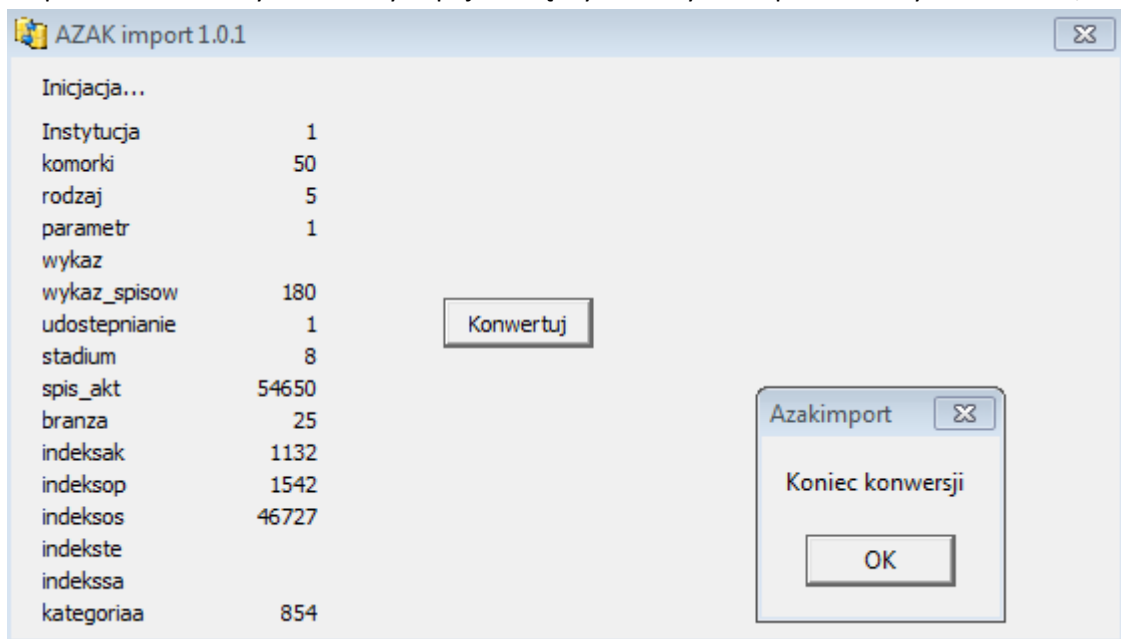 AZAK import 1.0.1
Inicjacja...
Instytucja 1
komorki 50
rodzaj 5
parametr 1
wykaz
wykaz_spisow 180
udostepnianie 1
Konwertuj
stadium 8
spis_akt 54650
branza 25
indeksak 1132
indeksop 1542
indeksos 46727
indekste
indekssa
kategoriaa 854
Azakimport
Koniec konwersji
OK